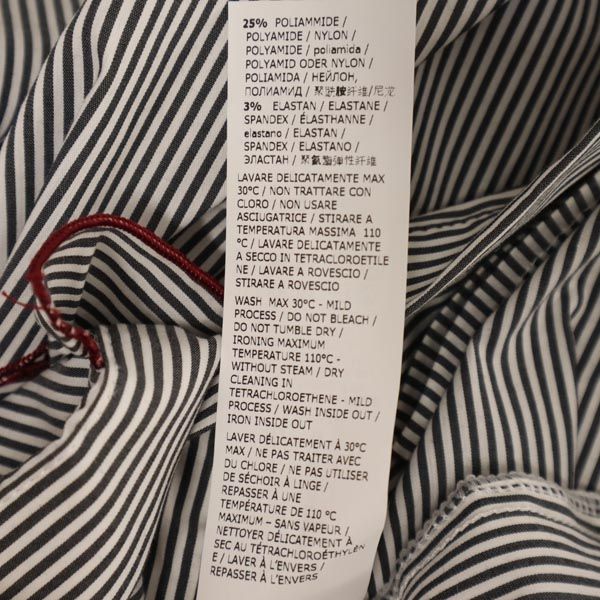 25% POLIAMMIDE /
POLYAMIDE / NYLON /
POLYAMIDE / poliamida /
POLYAMID ODER NYLON /
POLIAMIDA / НЕЙЛОН,
ПОЛИАМИД / 聚酰胺纤维/尼龙
3% ELASTAN / ELASTANE /
SPANDEX / ÉLASTHANNE /
elastano / ELASTAN /
SPANDEX / ELASTANO /
ЭЛАСТАН / 聚氨酯弹性纤维
LAVARE DELICATAMENTE MAX
30°C / NON TRATTARE CON
CLORO / NON USARE
ASCIUGATRICE / STIRARE A
TEMPERATURA MASSIMA 110
°C / LAVARE DELICATAMENTE
A SECCO IN TETRACLOROETILE
NE / LAVARE A ROVESCIO /
STIRARE A ROVESCIO
WASH MAX 30°C - MILD
PROCESS / DO NOT BLEACH /
DO NOT TUMBLE DRY /
IRONING MAXIMUM
TEMPERATURE 110°C -
WITHOUT STEAM / DRY
CLEANING IN
TETRACHLOROETHENE - MILD
PROCESS / WASH INSIDE OUT /
IRON INSIDE OUT
LAVER DÉLICATEMENT À 30°C
MAX / NE PAS TRAITER AVEC
DU CHLORE / NE PAS UTILISER
DE SÉCHOIR À LINGE /
REPASSER À UNE
TEMPÉRATURE DE 110 °C
MAXIMUM – SANS VAPEUR /
NETTOYER DÉLICATEMENT À
SEC AU TÉTRACHLOROÉTHYLÈN
E / LAVER À L'ENVERS /
REPASSER À L'ENVERS